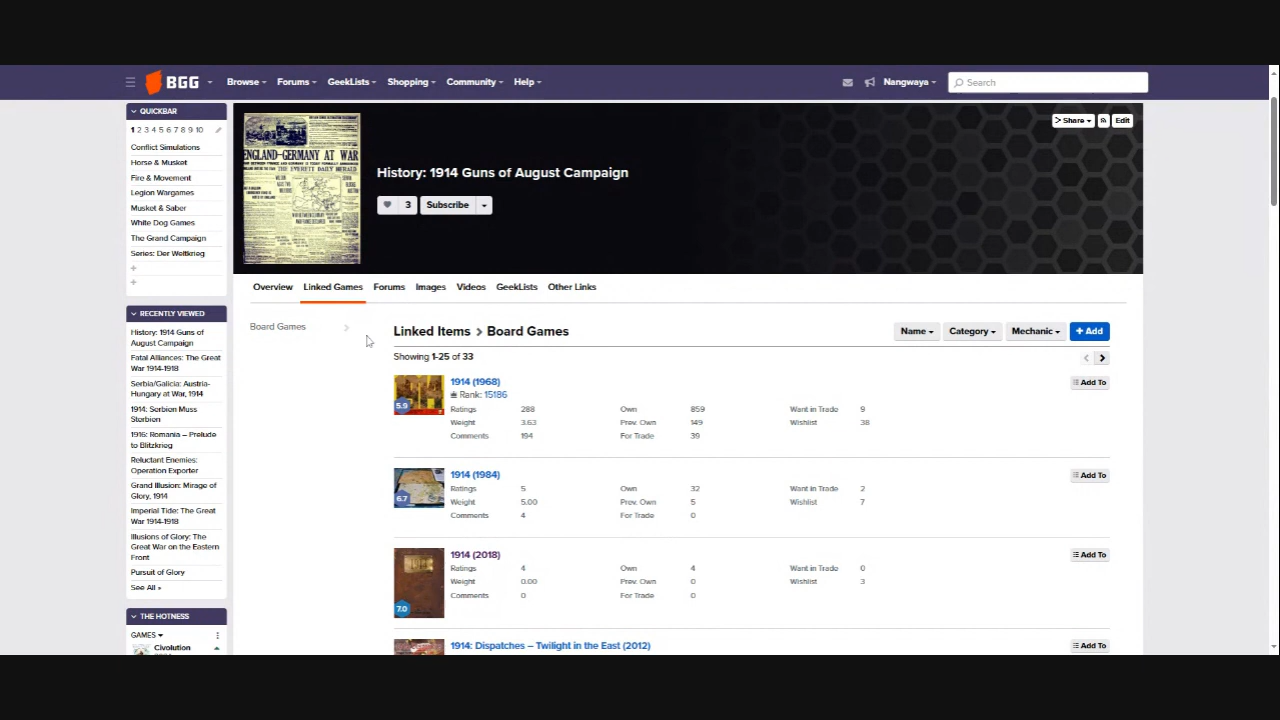 BGG
Browse
Forums
GeekLists
Shopping
Community
Help
Nangwaya
Search
QUICKBAR
1 2 3 4 5 6 7 8 9 10
Conflict Simulations
Horse & Musket
Fire & Movement
Legion Wargames
Musket & Saber
White Dog Games
The Grand Campaign
Series: Der Weltkrieg
+
+
RECENTLY VIEWED
History: 1914 Guns of
August Campaign
Fatal Alliances: The Great
War 1914-1918
Serbia/Galicia: Austria-
Hungary at War, 1914
1914: Serbien Muss
Sterbien
1916: Romania – Prelude
to Blitzkrieg
Reluctant Enemies:
Operation Exporter
Grand Illusion: Mirage of
Glory, 1914
Imperial Tide: The Great
War 1914-1918
Illusions of Glory: The
Great War on the Eastern
Front
Pursuit of Glory
See All »
THE HOTNESS
GAMES
Civolution
ENGLAND–GERMANY AT WAR
THE EVERETT DAILY HERALD
History: 1914 Guns of August Campaign
3 Subscribe
Share
Edit
Overview
Linked Games
Forums
Images
Videos
GeekLists
Other Links
Board Games
Linked Items > Board Games
Name
Category
Mechanic
+ Add
Showing 1-25 of 33
5.9
1914 (1968)
Add To
Rank: 15186
Ratings 288 Own 859 Want in Trade 9
Weight 3.63 Prev. Own 149 Wishlist 38
Comments 194 For Trade 39
6.7
1914 (1984)
Add To
Ratings 5 Own 32 Want in Trade 2
Weight 5.00 Prev. Own 5 Wishlist 7
Comments 4 For Trade 0
7.0
1914 (2018)
Add To
Ratings 4 Own 4 Want in Trade 0
Weight 0.00 Prev. Own 0 Wishlist 3
Comments 0 For Trade 0
1914: Dispatches – Twilight in the East (2012)
Add To